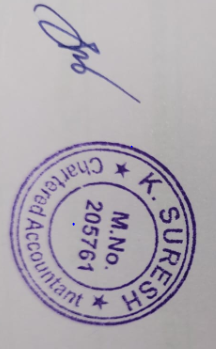 K. SURESH
M.No.
205761
Chartered Accountant